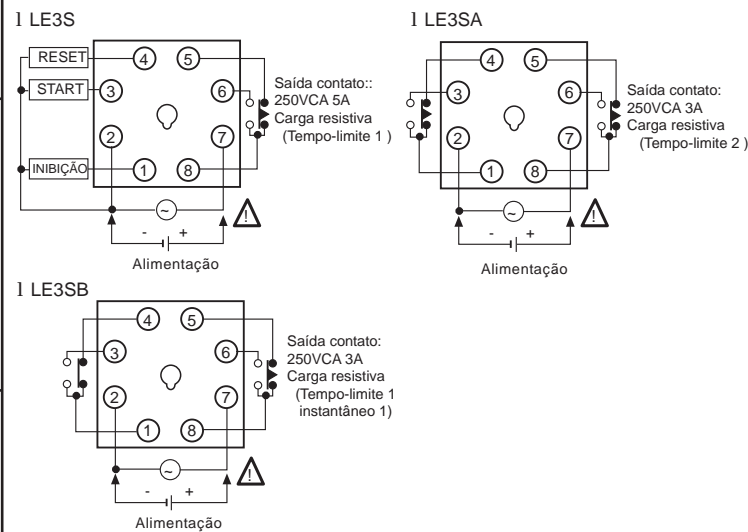 l LE3S
RESET
START
INIBIÇÃO
4 5
3 6
2 7
1 8
Saída contato::
250VCA 5A
Carga resistiva
(Tempo-limite 1 )
~
!
- +
Alimentação
l LE3SA
4 5
3 6
2 7
1 8
Saída contato:
250VCA 3A
Carga resistiva
(Tempo-limite 2 )
~
!
- +
Alimentação
l LE3SB
4 5
3 6
2 7
1 8
Saída contato:
250VCA 3A
Carga resistiva
(Tempo-limite 1
instantâneo 1)
~
!
- +
Alimentação